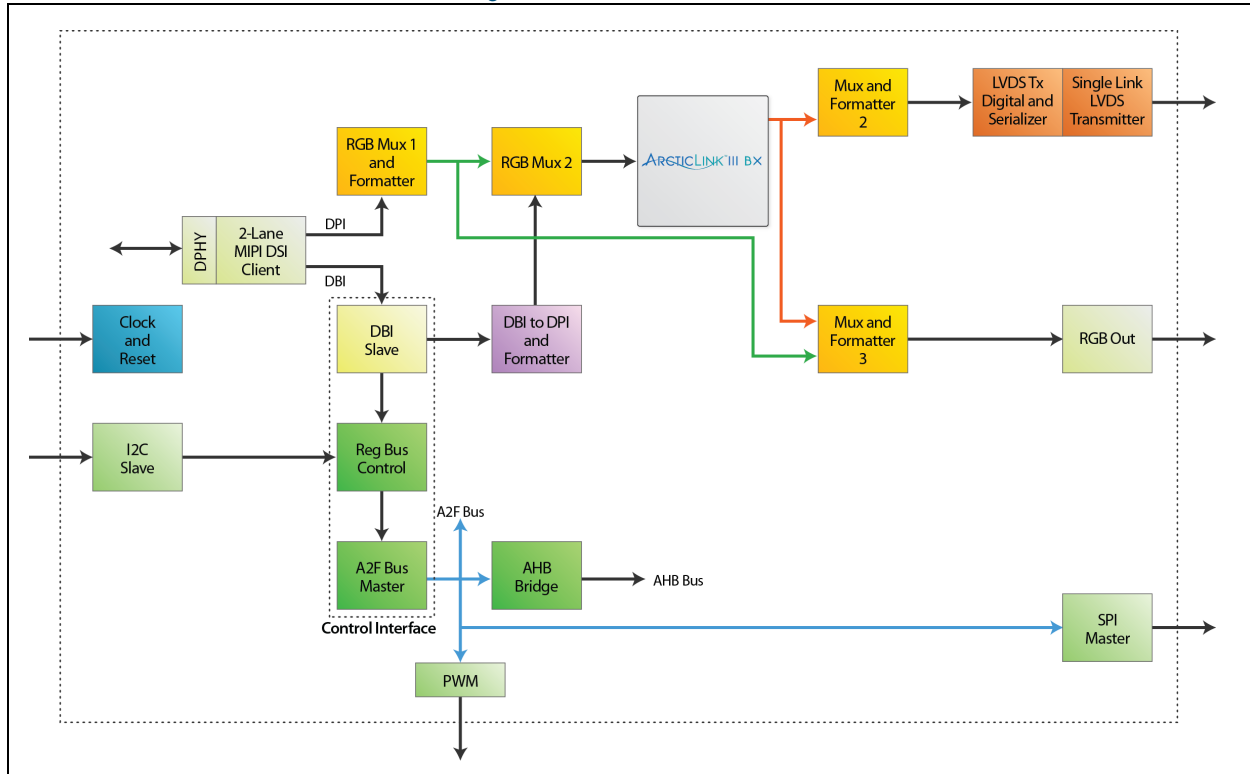 Mux and
Formatter
2
LVDS Tx
Digital and
Serializer
Single Link
LVDS
Transmitter
RGB Mux 1
and
Formatter
RGB Mux 2
ARCTICLINK™III BX
DPHY
2-Lane
MIPI DSI
Client
DPI
DBI
Clock
and
Reset
DBI
Slave
DBI to DPI
and
Formatter
Mux and
Formatter
3
RGB Out
I2C
Slave
Reg Bus
Control
A2F Bus
A2F Bus
Master
AHB
Bridge
AHB Bus
Control Interface
SPI
Master
PWM